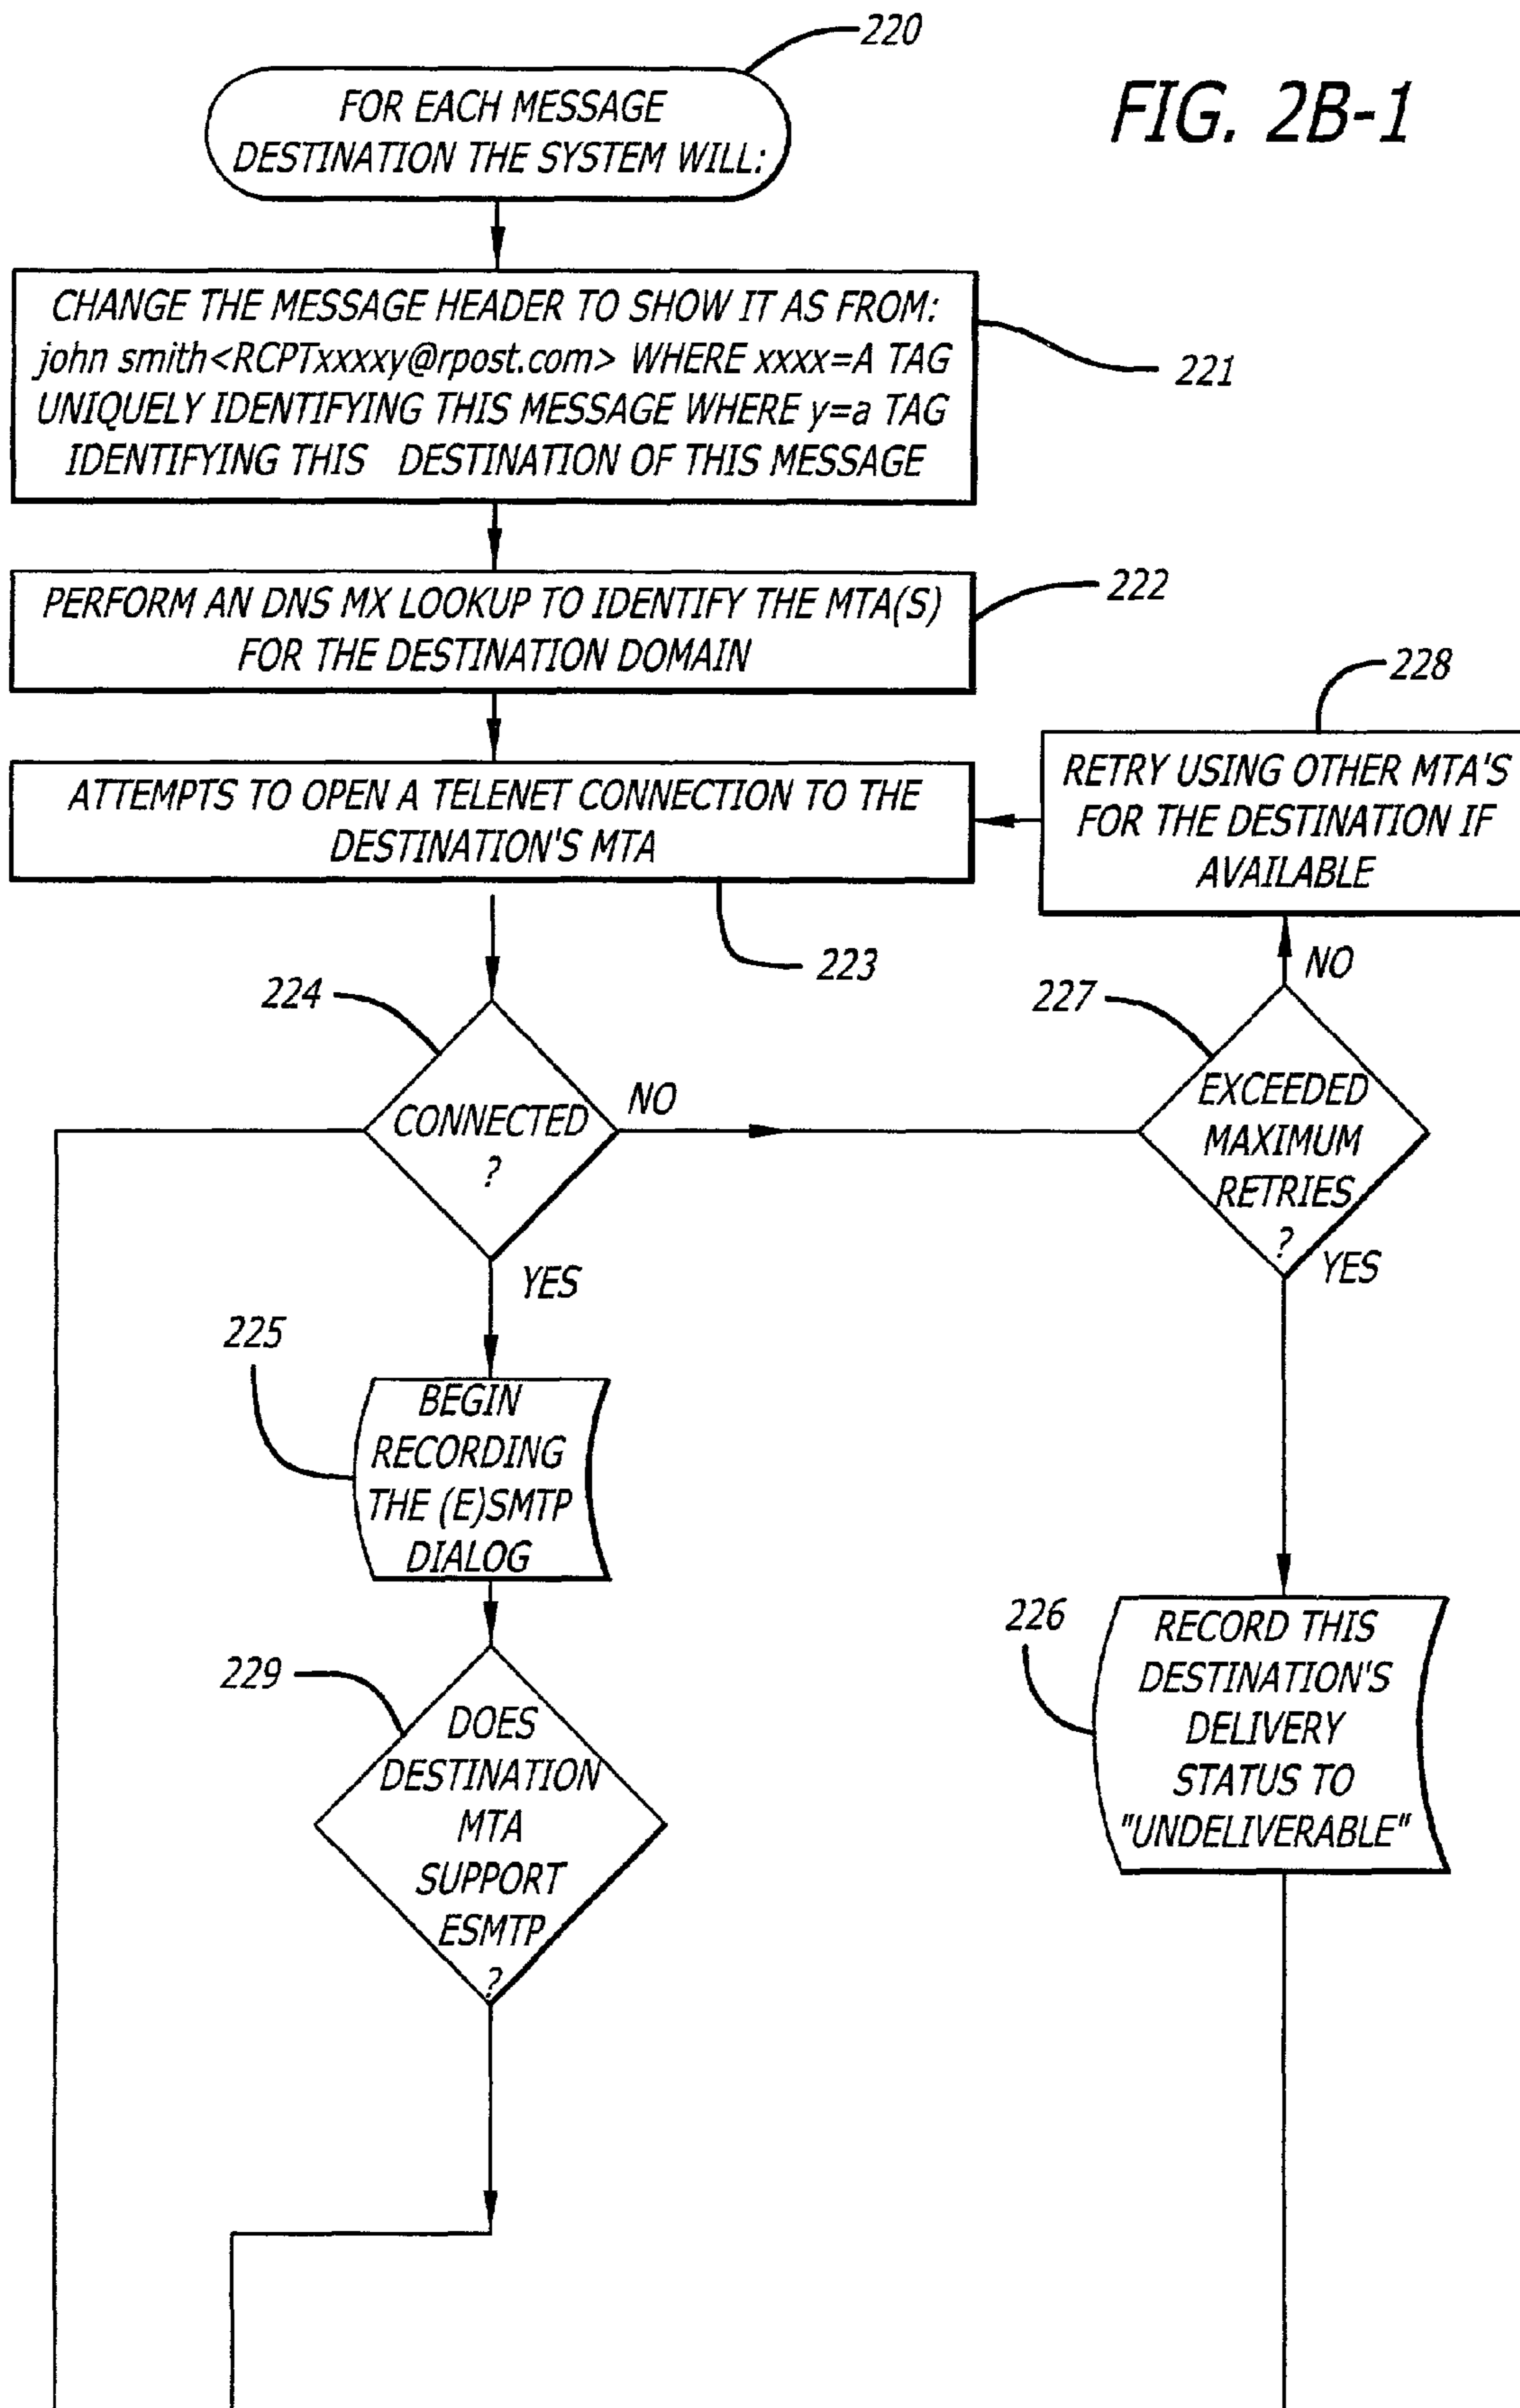 220
FIG. 2B-1
FOR EACH MESSAGE
DESTINATION THE SYSTEM WILL:
CHANGE THE MESSAGE HEADER TO SHOW IT AS FROM:
john smith<RCPTxxxxy@rpost.com> WHERE xxxx=A TAG
UNIQUELY IDENTIFYING THIS MESSAGE WHERE y=a TAG
IDENTIFYING THIS DESTINATION OF THIS MESSAGE
221
PERFORM AN DNS MX LOOKUP TO IDENTIFY THE MTA(S)
FOR THE DESTINATION DOMAIN
222
228
ATTEMPTS TO OPEN A TELENET CONNECTION TO THE
DESTINATION'S MTA
RETRY USING OTHER MTA'S
FOR THE DESTINATION IF
AVAILABLE
223
NO
224
227
CONNECTED
?
NO
EXCEEDED
MAXIMUM
RETRIES
?
YES
YES
225
BEGIN
RECORDING
THE (E)SMTP
DIALOG
226
RECORD THIS
DESTINATION'S
DELIVERY
STATUS TO
"UNDELIVERABLE"
229
DOES
DESTINATION
MTA
SUPPORT
ESMTP
?